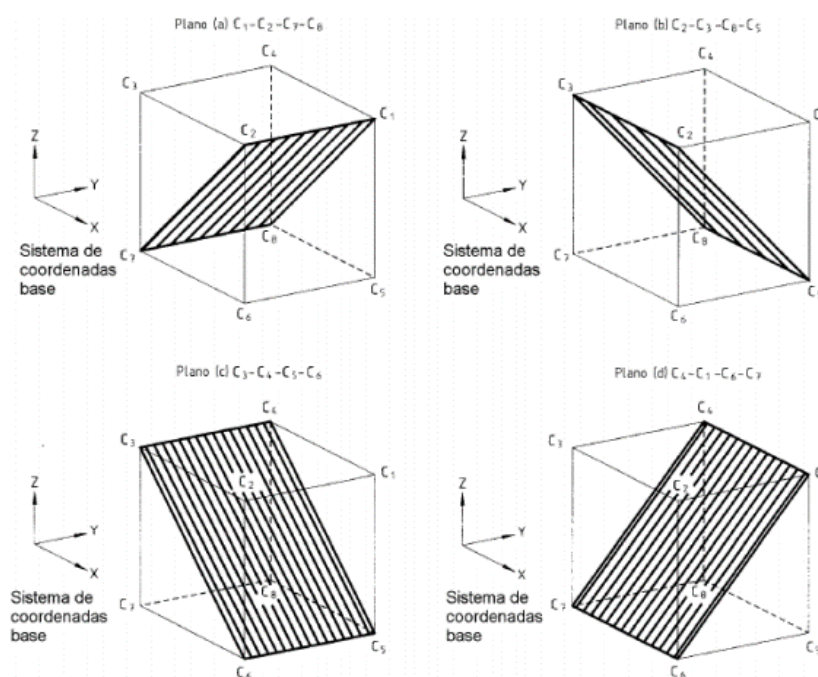 Plano (a) C₁-C₂-C₇-C₈
C₄
C₃
C₁
C₂
Z
Y
X
C₈
C₇
Sistema de
coordenadas
base
C₅
C₆
Plano (b) C₂-C₃-C₈-C₅
C₄
C₃
C₂
Z
Y
X
C₈
C₇
Sistema de
coordenadas
base
C₆
Plano (c) C₃-C₄-C₅-C₆
C₄
C₃
C₁
C₂
Z
Y
X
C₈
C₇
Sistema de
coordenadas
base
C₅
C₆
Plano (d) C₄-C₁-C₆-C₇
C₄
C₃
C₂
Z
Y
X
C₈
C₇
Sistema de
coordenadas
base
C₆